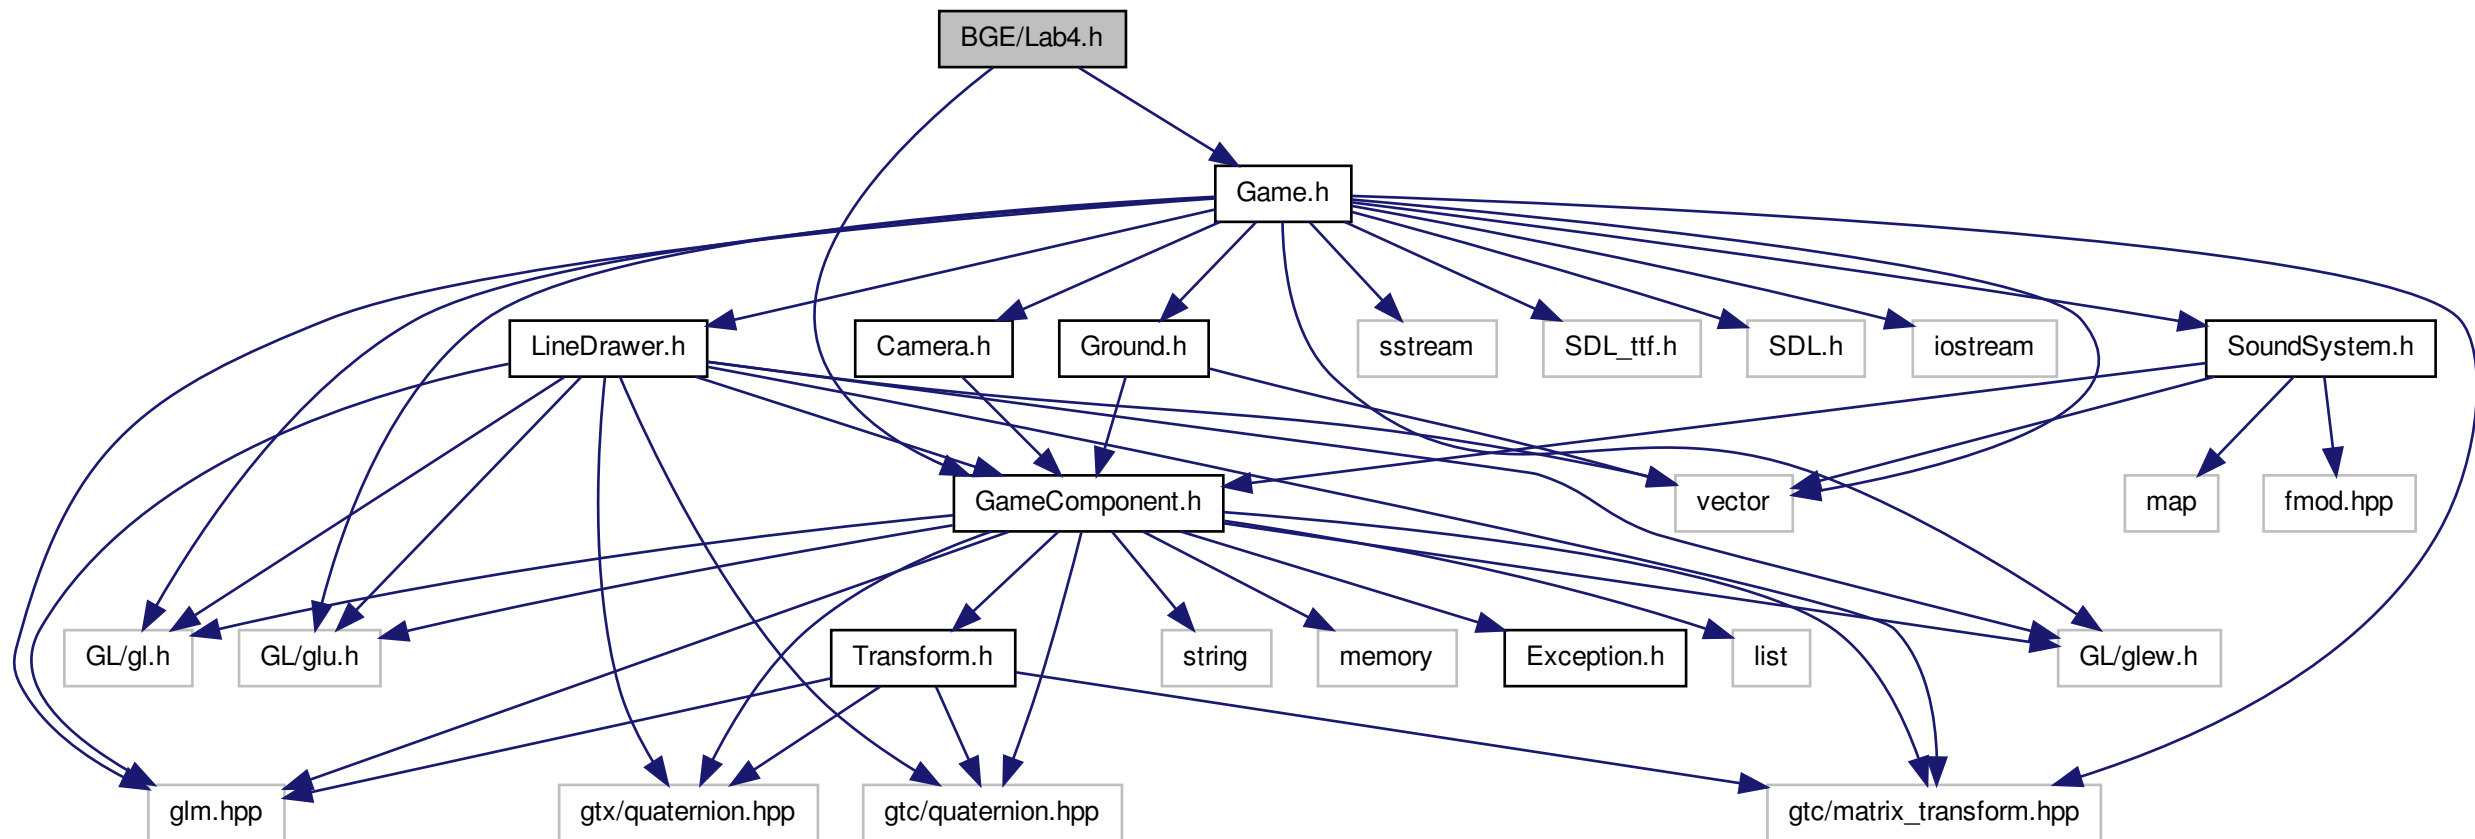 BGE/Lab4.h
Game.h
LineDrawer.h
Camera.h
Ground.h
sstream
SDL_ttf.h
SDL.h
iostream
SoundSystem.h
GameComponent.h
vector
map
fmod.hpp
GL/gl.h
GL/glu.h
Transform.h
string
memory
Exception.h
list
GL/glew.h
glm.hpp
gtx/quaternion.hpp
gtc/quaternion.hpp
gtc/matrix_transform.hpp